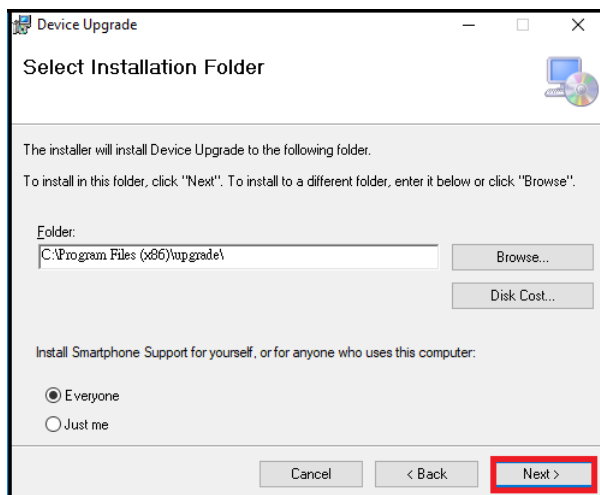 Device Upgrade
Select Installation Folder
The installer will install Device Upgrade to the following folder.
To install in this folder, click "Next". To install to a different folder, enter it below or click "Browse".
Folder:
C:\Program Files (x86)\upgrade\
Browse...
Disk Cost...
Install Smartphone Support for yourself, or for anyone who uses this computer:
Everyone
Just me
Cancel
< Back
Next >